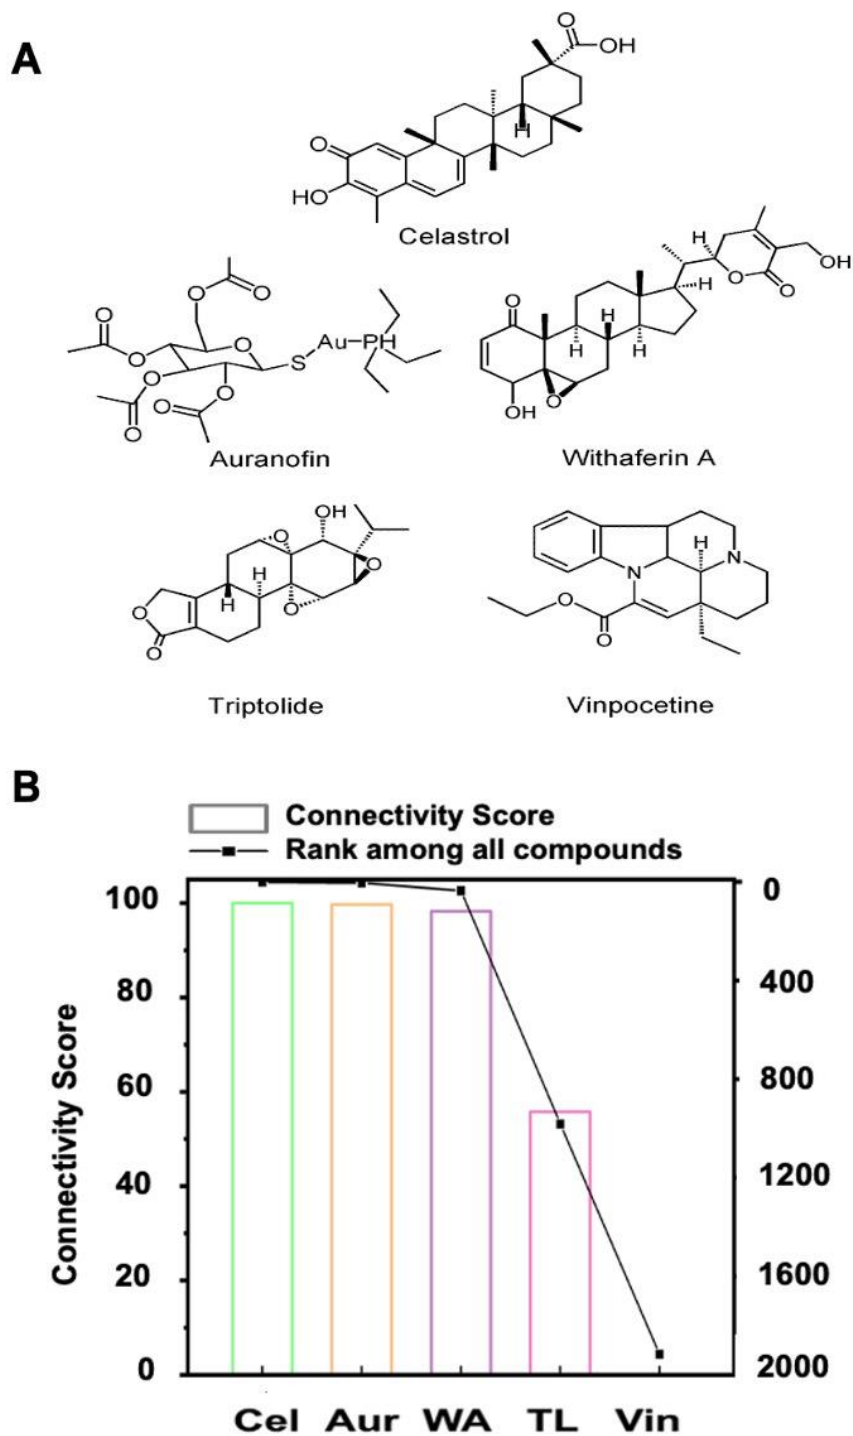 A
O
OH
O
HO
H
Celastrol
O
O
O
O
O
O
O
O
O
S
Au
PH
Auranofin
O
H
H
H
H
H
O
O
OH
O
OH
Withaferin A
OH
O
O
H
H
O
O
O
Triptolide
H
N
N
O
O
Vinpocetine
B
Connectivity Score
Rank among all compounds
Connectivity Score
100
80
60
40
20
0
0
400
800
1200
1600
2000
Cel Aur WA TL Vin